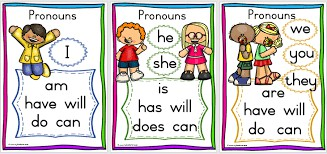 Pronouns
I
am
have will
do can
Pronouns
he
she
is
has will
does can
Pronouns
we
you
they
are
have will
do can